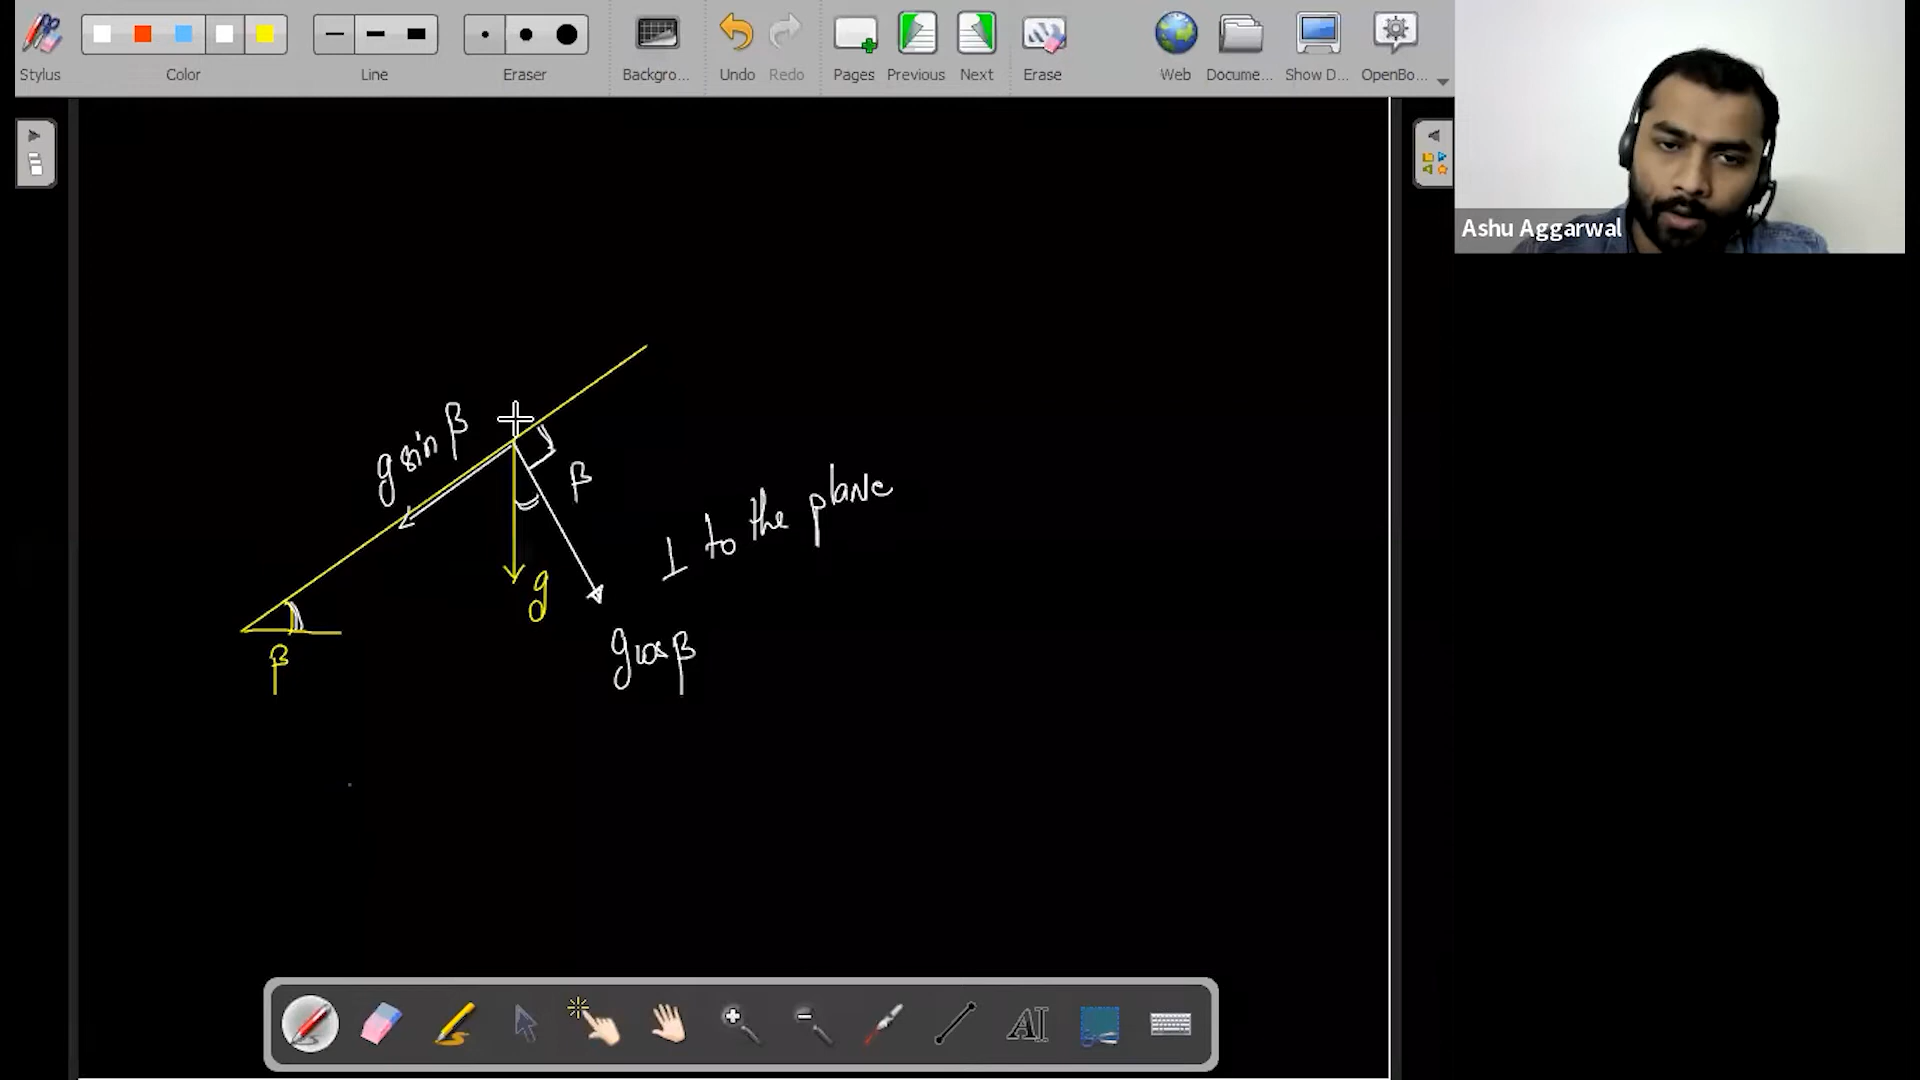 Stylus
Color
Line
Eraser
Backgro...
Undo
Redo
Pages
Previous
Next
Erase
Web
Docume...
Show D...
OpenBo...
Ashu Aggarwal
g sin β
β
⊥ to the plane
g
g cos β
β
AI